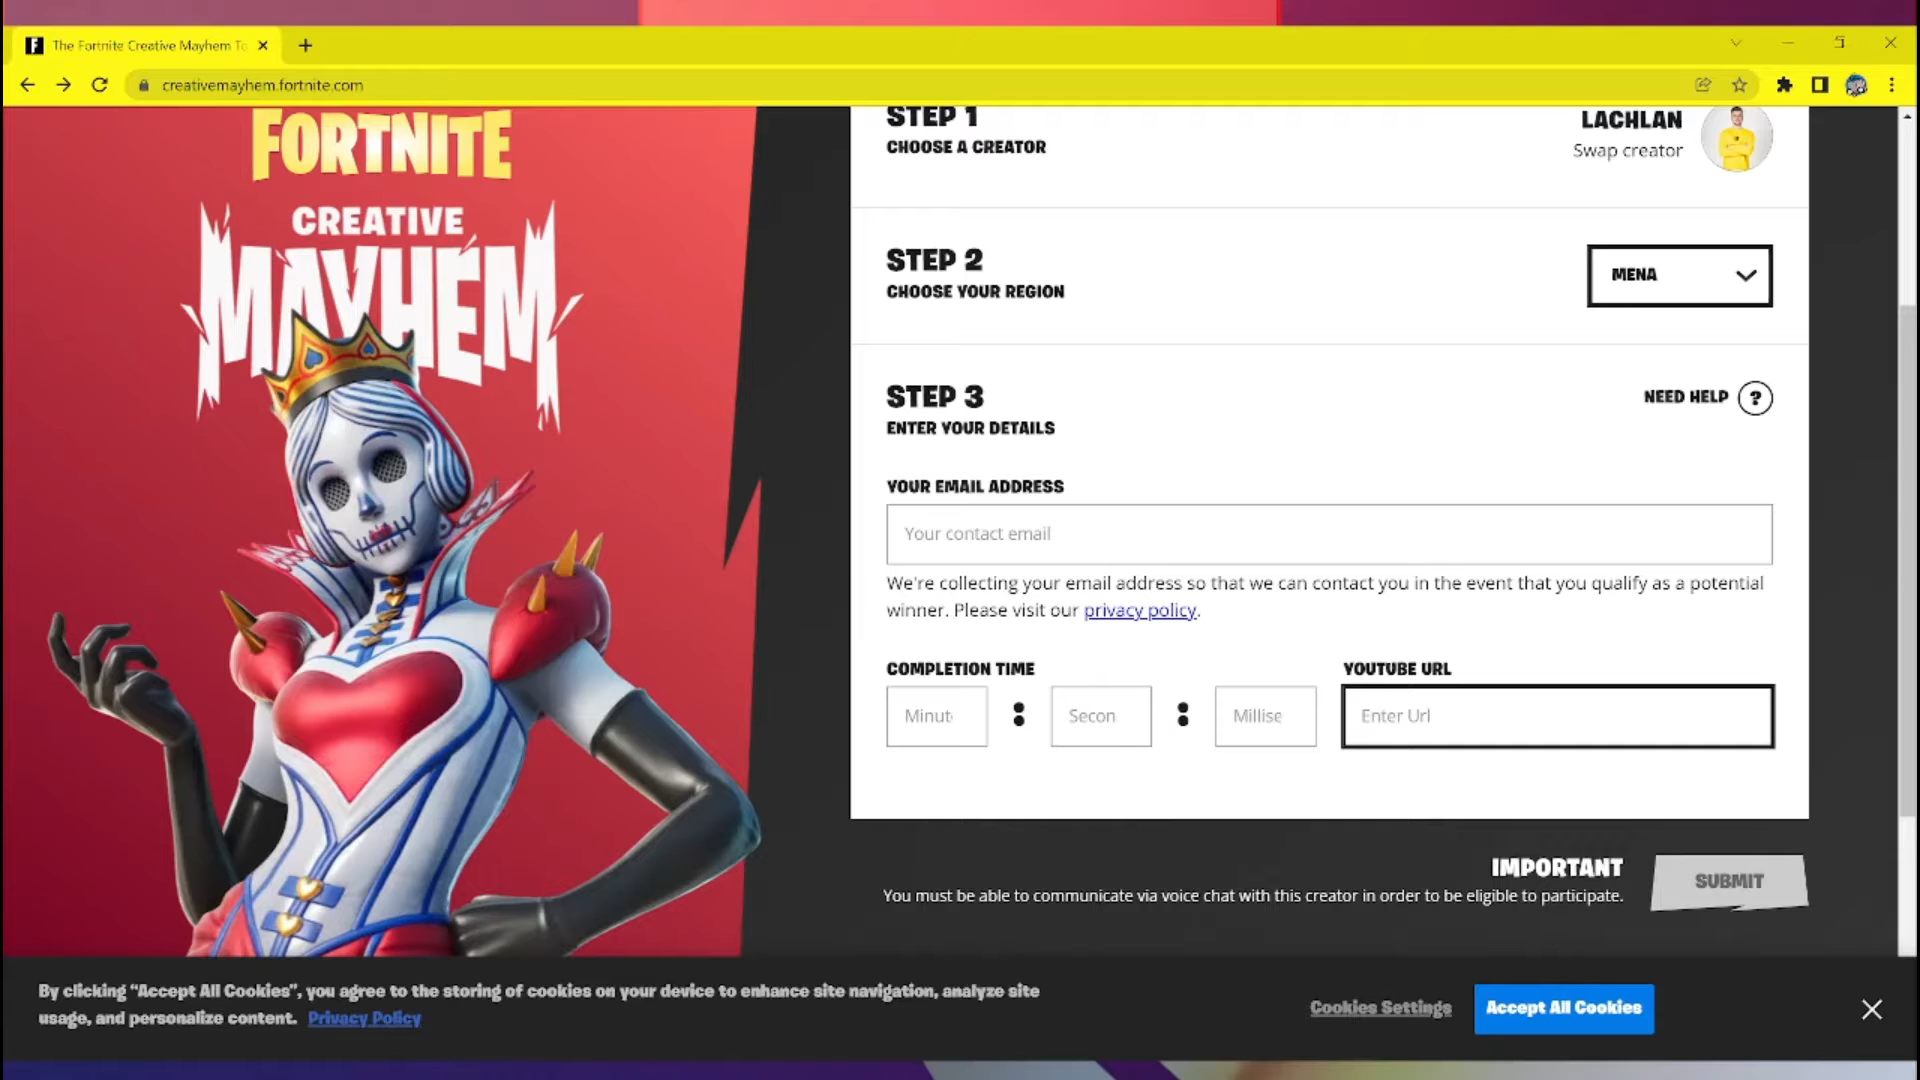 The Fortnite Creative Mayhem To
creativemayhem.fortnite.com
FORTNITE
CREATIVE
MAYHEM
STEP 1
CHOOSE A CREATOR
LACHLAN
Swap creator
STEP 2
CHOOSE YOUR REGION
MENA
STEP 3
ENTER YOUR DETAILS
NEED HELP ?
YOUR EMAIL ADDRESS
Your contact email
We're collecting your email address so that we can contact you in the event that you qualify as a potential
winner. Please visit our privacy policy.
COMPLETION TIME
YOUTUBE URL
Minut : Secon : Millise
Enter Url
IMPORTANT
You must be able to communicate via voice chat with this creator in order to be eligible to participate.
SUBMIT
By clicking “Accept All Cookies”, you agree to the storing of cookies on your device to enhance site navigation, analyze site
usage, and personalize content. Privacy Policy
Cookies Settings
Accept All Cookies